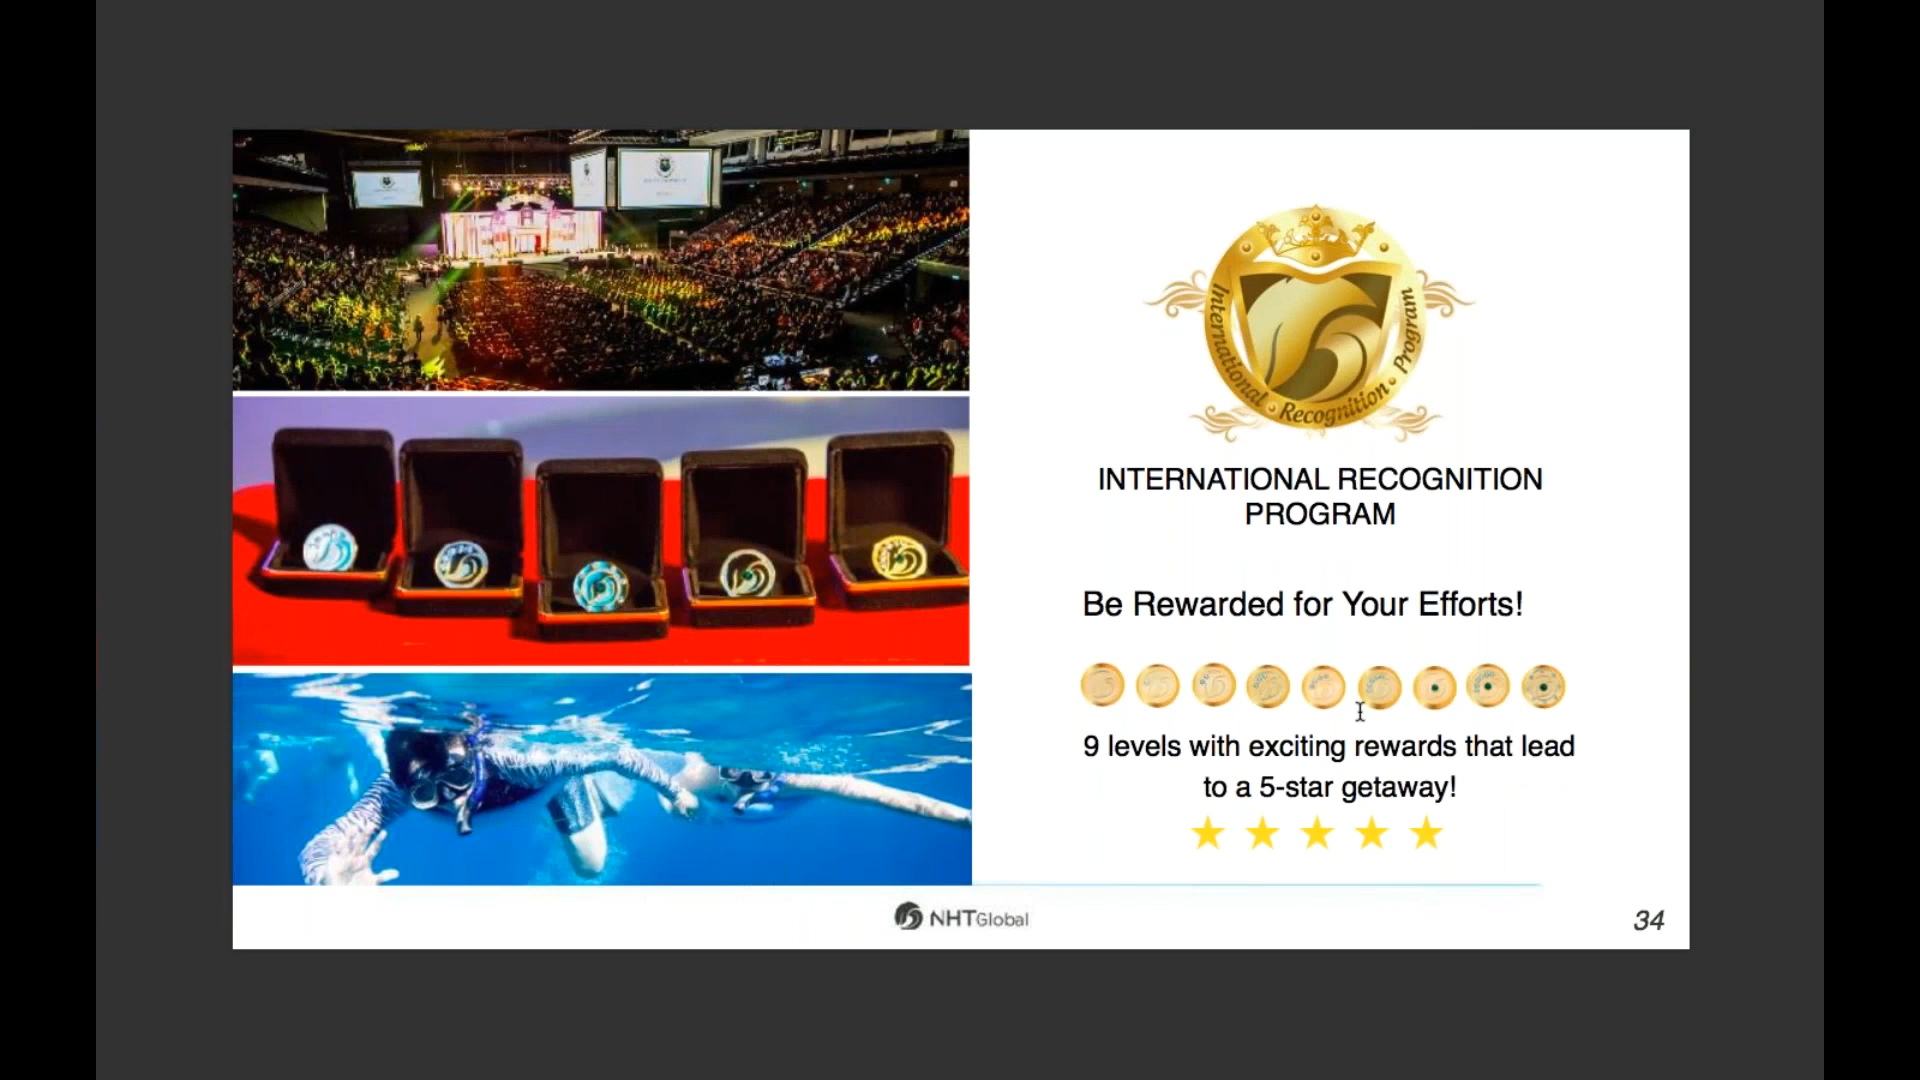 International • Recognition • Program
INTERNATIONAL RECOGNITION
PROGRAM
Be Rewarded for Your Efforts!
9 levels with exciting rewards that lead
to a 5-star getaway!
NHTGlobal
34